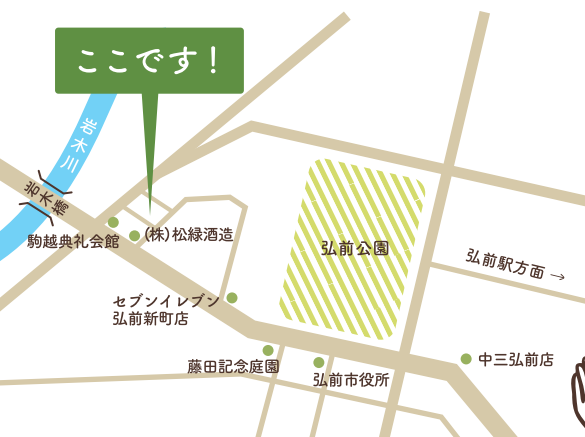 ここです！
岩木川
岩木橋
駒越典礼会館
(株)松緑酒造
弘前公園
弘前駅方面→
セブンイレブン
弘前新町店
藤田記念庭園
弘前市役所
中三弘前店